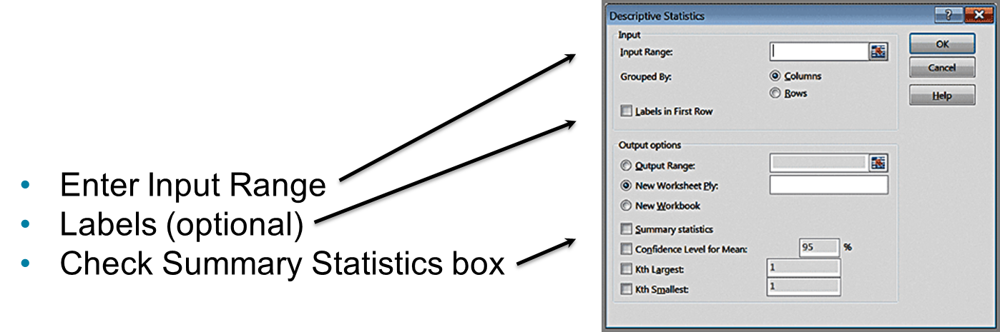 • Enter Input Range
• Labels (optional)
• Check Summary Statistics box
Descriptive Statistics
?
Input
Input Range:
Grouped By:
Columns
Rows
Labels in First Row
OK
Cancel
Help
Output options
Output Range:
New Worksheet Ply:
New Workbook
Summary statistics
Confidence Level for Mean: 95 %
Kth Largest: 1
Kth Smallest: 1